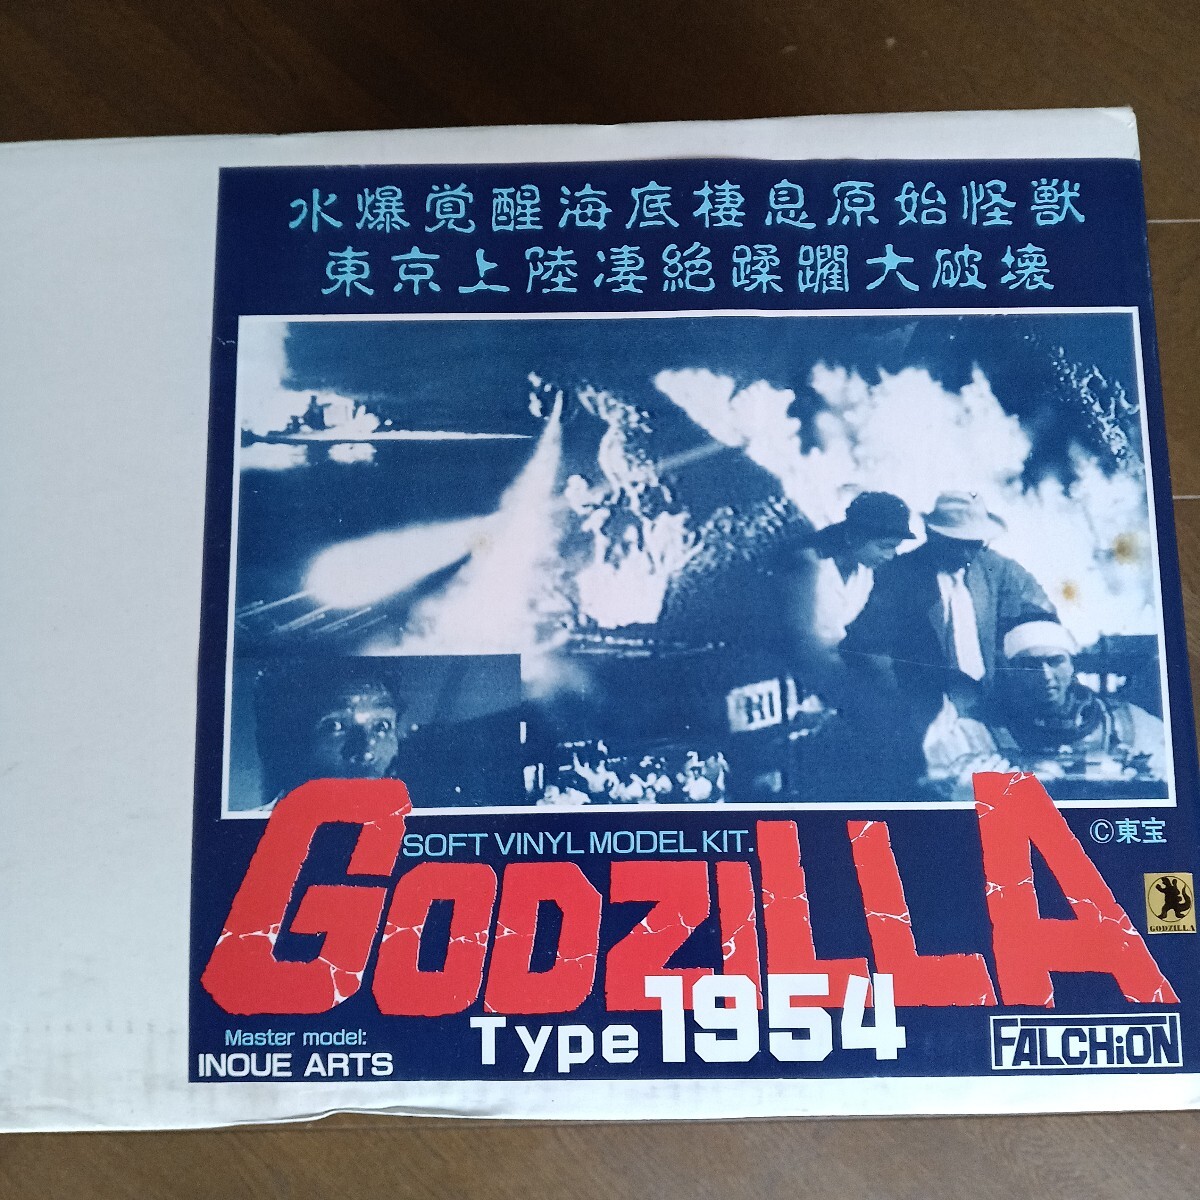 水爆覚醒海底棲息原始怪獣
東京上陸凄絶蹂躙大破壊
HI
SOFT VINYL MODEL KIT.
©東宝
GODZILLA
GODZILLA
Type 1954
Master model:
INOUE ARTS
FALCHiON